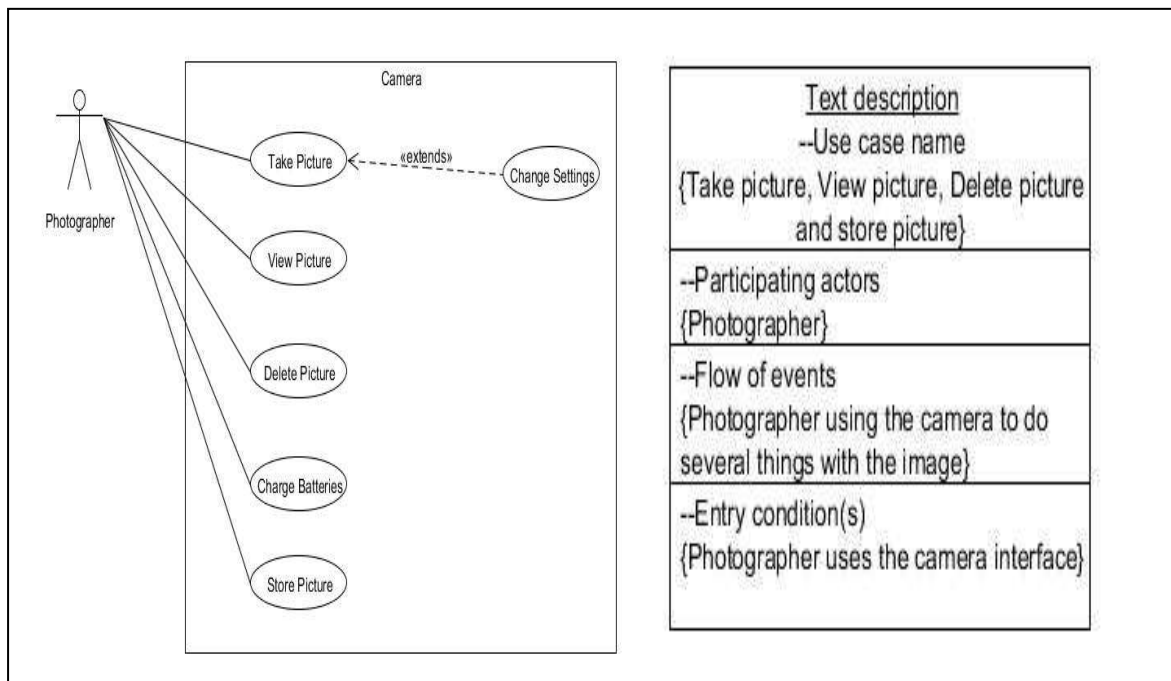 Camera
Take Picture
«extends»
Change Settings
Photographer
View Picture
Delete Picture
Charge Batteries
Store Picture
Text description
--Use case name
{Take picture, View picture, Delete picture
and store picture}
--Participating actors
{Photographer}
--Flow of events
{Photographer using the camera to do
several things with the image}
--Entry condition(s)
{Photographer uses the camera interface}